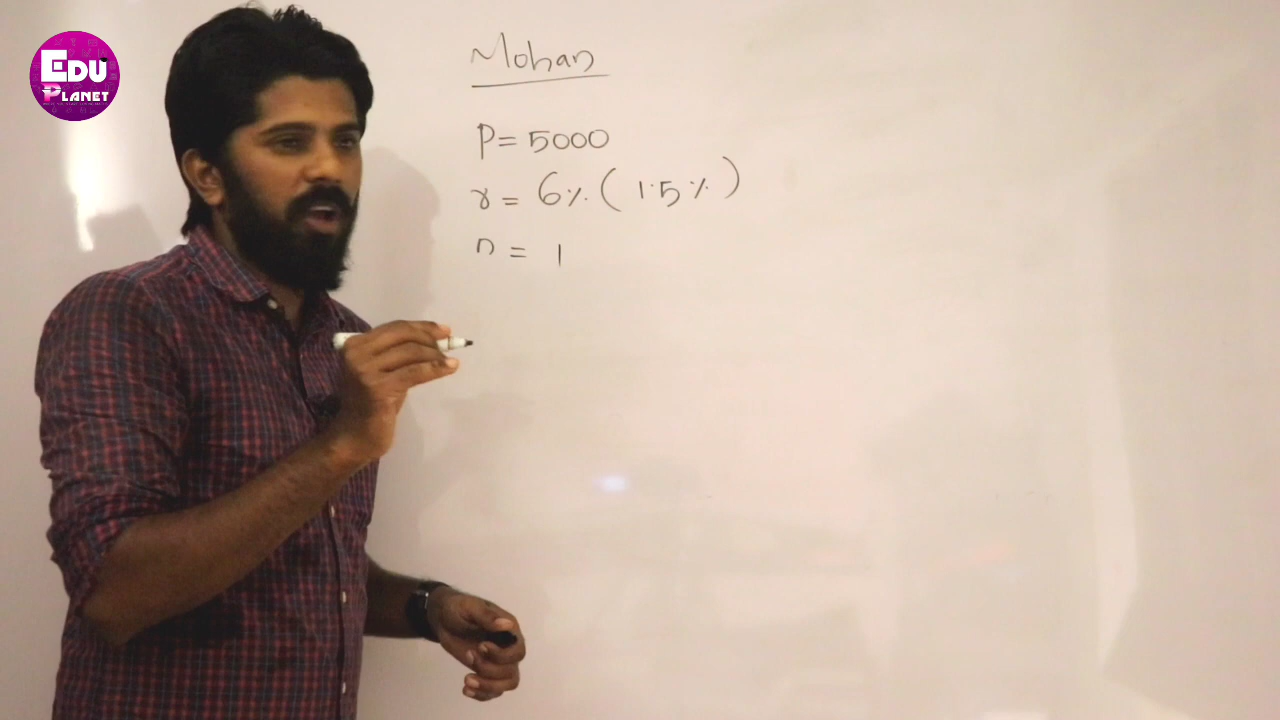 EDU
PLANET
Mohan
P = 5000
r = 6% (1.5%)
n = 1